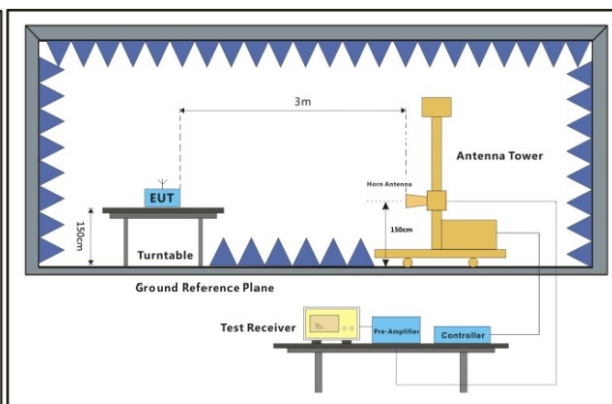 3m
Antenna Tower
Horn Antenna
EUT
150cm
150cm
Turntable
Ground Reference Plane
Test Receiver
Pre-Amplifier
Controller